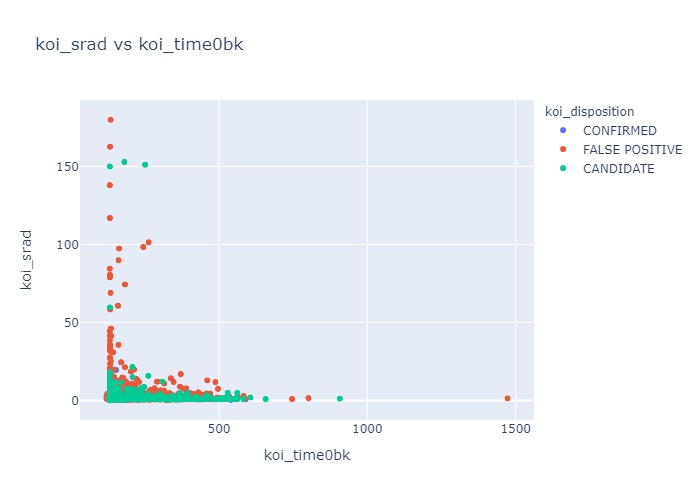 koi_srad vs koi_time0bk
koi_disposition
CONFIRMED
FALSE POSITIVE
CANDIDATE
150
100
50
0
koi_srad
500
1000
1500
koi_time0bk